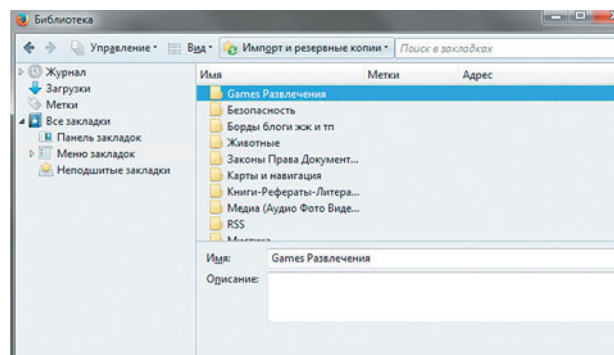 Библиотека
Управление Вид Импорт и резервные копии Поиск в закладках
Журнал
Загрузки
Метки
Все закладки
Панель закладок
Меню закладок
Неподшитые закладки
Имя Метки Адрес
Games Развлечения
Безопасность
Борды блоги жж и тп
Животные
Законы Права Документ...
Карты и навигация
Книги-Рефераты-Литера...
Медиа (Аудио Фото Виде...
RSS
Имя: Games Развлечения
Описание: